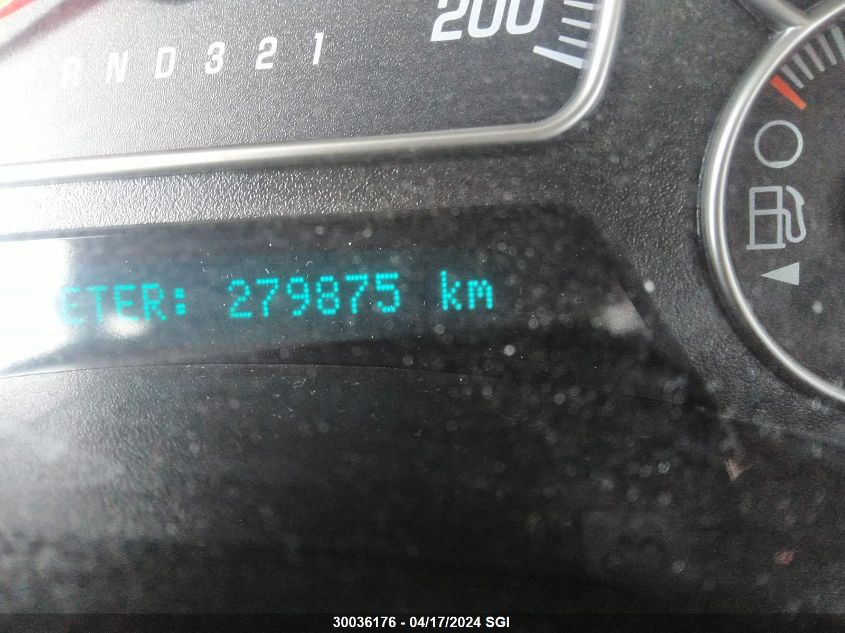 200
R N D 3 2 1
ETER: 279875 km
30036176 - 04/17/2024 SGI